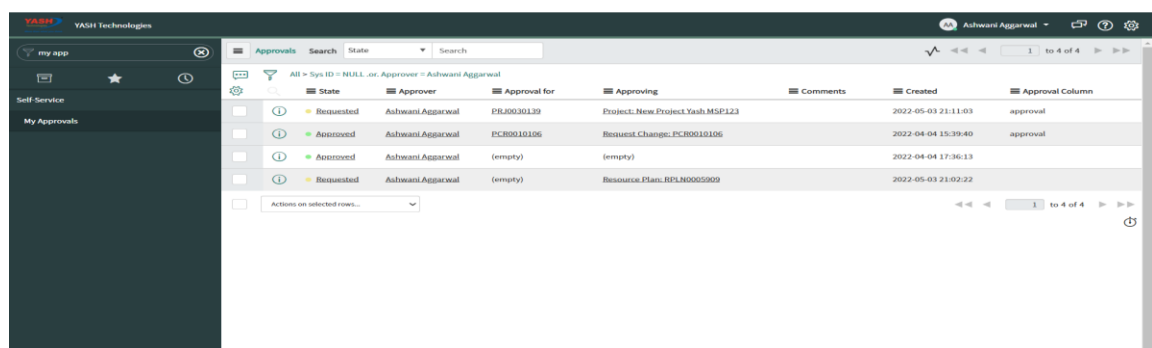 YASH YASH Technologies Ashwani Aggarwal
AA
my app Approvals Search State Search 1 to 4 of 4
All > Sys ID = NULL .or. Approver = Ashwani Aggarwal
State Approver Approval for Approving Comments Created Approval Column
Self-Service
My Approvals
Requested Ashwani Aggarwal PRJ0030139 Project: New Project Yash MSP123 2022-05-03 21:11:03 approval
Approved Ashwani Aggarwal PCR0010106 Request Change: PCR0010106 2022-04-04 15:39:40 approval
Approved Ashwani Aggarwal (empty) (empty) 2022-04-04 17:36:13
Requested Ashwani Aggarwal (empty) Resource Plan: RPLN0005909 2022-05-03 21:02:22
Actions on selected rows... 1 to 4 of 4